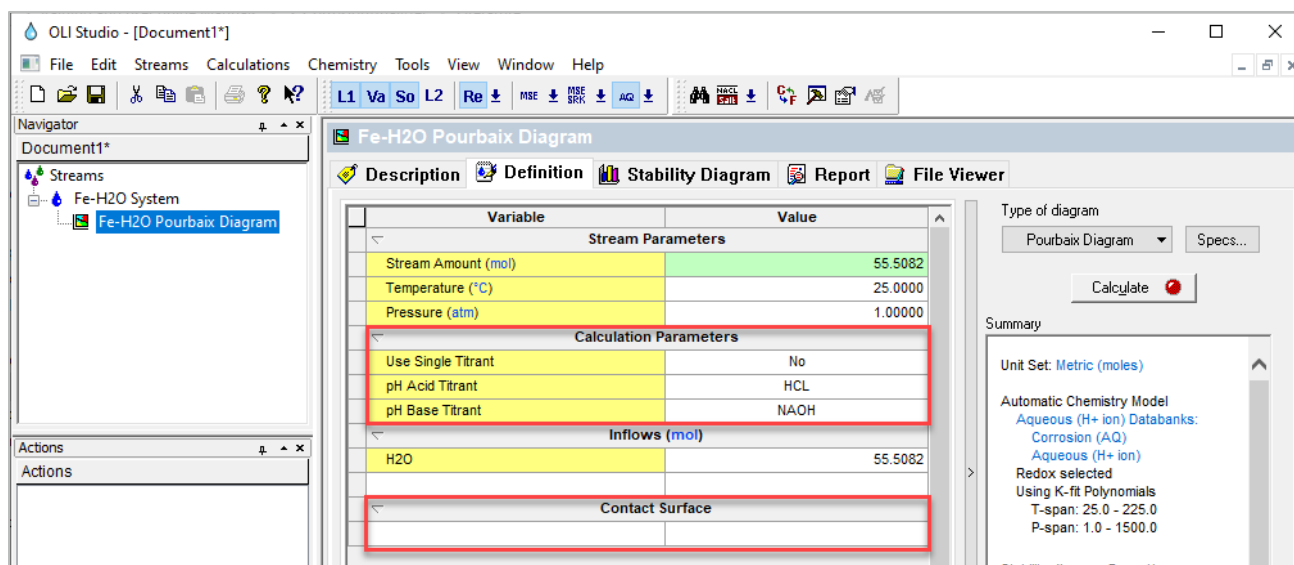 OLI Studio - [Document1*]
File Edit Streams Calculations Chemistry Tools View Window Help
L1 Va So L2 Re MSE MSE SRK AQ
Navigator
Document1*
Streams
Fe-H2O System
Fe-H2O Pourbaix Diagram
Actions
Actions
Fe-H2O Pourbaix Diagram
Description Definition Stability Diagram Report File Viewer
Variable Value
Stream Parameters
Stream Amount (mol) 55.5082
Temperature (°C) 25.0000
Pressure (atm) 1.00000
Calculation Parameters
Use Single Titrant No
pH Acid Titrant HCL
pH Base Titrant NAOH
Inflows (mol)
H2O 55.5082
Contact Surface
Type of diagram
Pourbaix Diagram Specs...
Calculate
Summary
Unit Set: Metric (moles)
Automatic Chemistry Model
Aqueous (H+ ion) Databanks:
Corrosion (AQ)
Aqueous (H+ ion)
Redox selected
Using K-fit Polynomials
T-span: 25.0 - 225.0
P-span: 1.0 - 1500.0